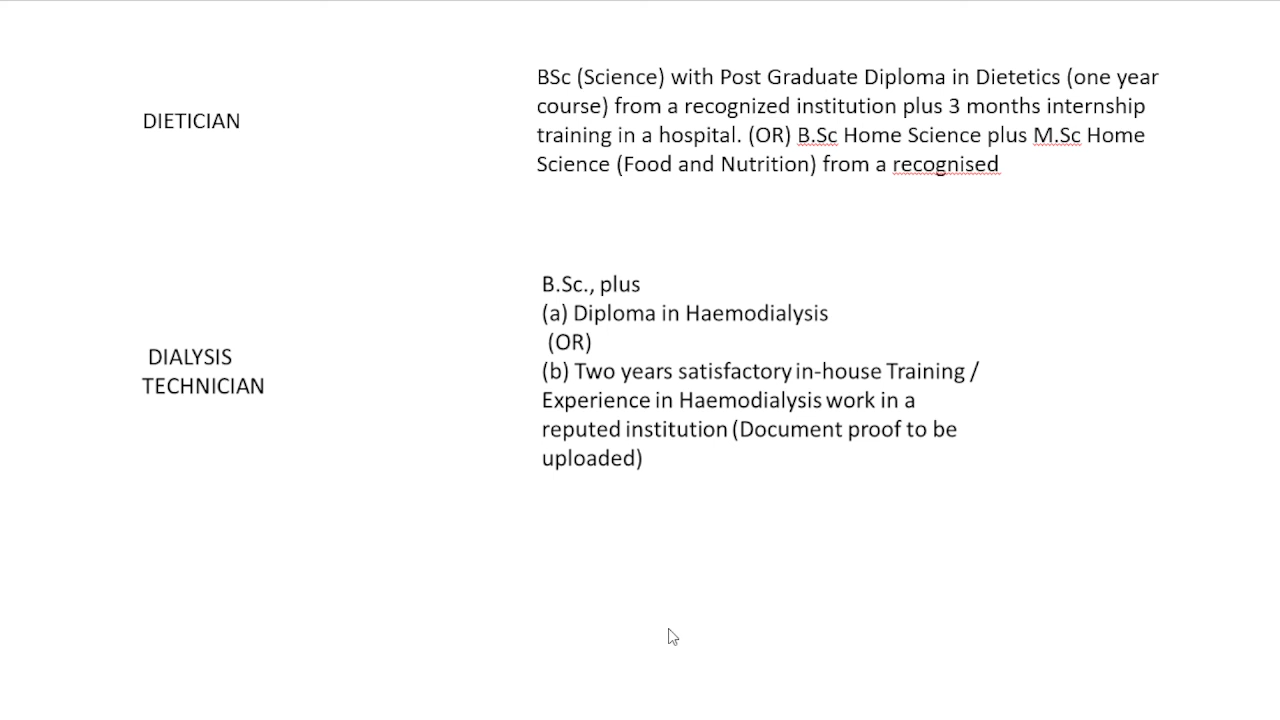 DIETICIAN
BSc (Science) with Post Graduate Diploma in Dietetics (one year
course) from a recognized institution plus 3 months internship
training in a hospital. (OR) B.Sc Home Science plus M.Sc Home
Science (Food and Nutrition) from a recognised
DIALYSIS
TECHNICIAN
B.Sc., plus
(a) Diploma in Haemodialysis
(OR)
(b) Two years satisfactory in-house Training /
Experience in Haemodialysis work in a
reputed institution (Document proof to be
uploaded)